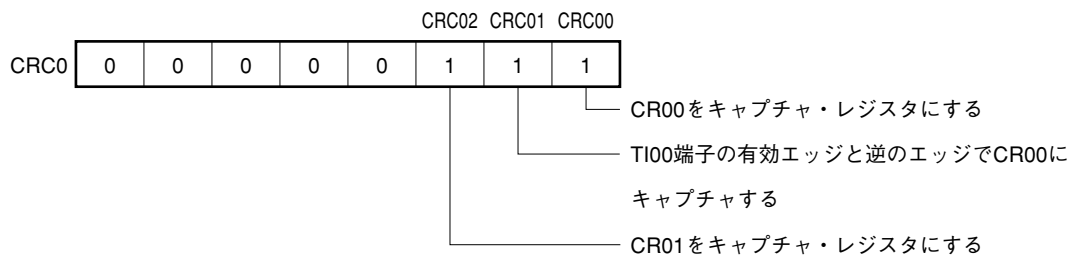 CRC02 CRC01 CRC00
CRC0 0 0 0 0 0 1 1 1
CR00をキャプチャ・レジスタにする
TI00端子の有効エッジと逆のエッジでCR00に
キャプチャする
CR01をキャプチャ・レジスタにする